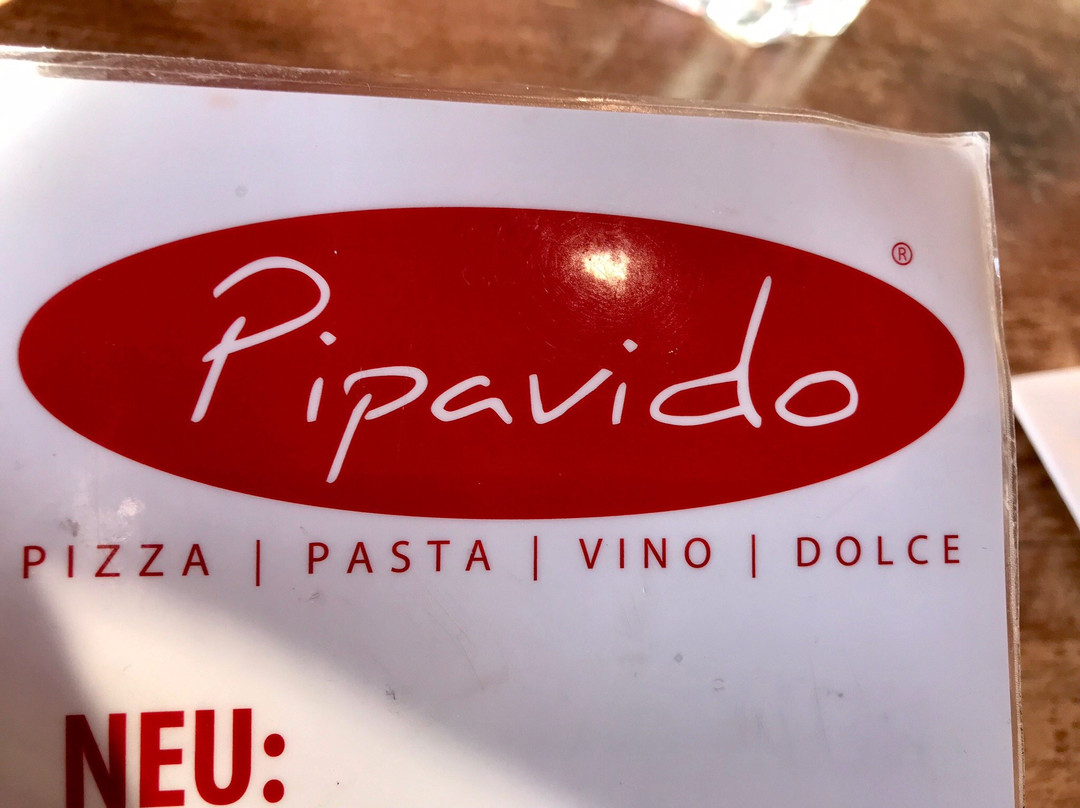 ®
Pipavido
PIZZA | PASTA | VINO | DOLCE
NEU: